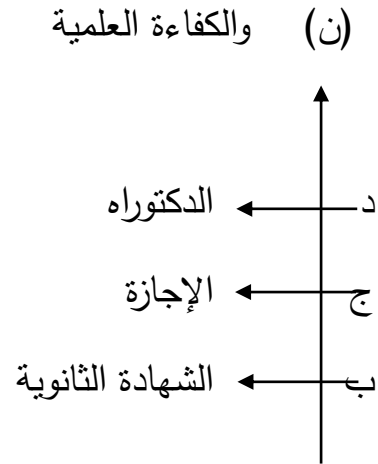 (ن) والكفاءة العلمية
د الدكتوراه
ج الإجازة
ب الشهادة الثانوية